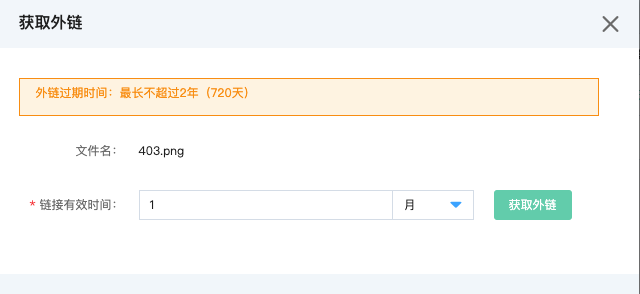 获取外链
外链过期时间：最长不超过2年（720天）
文件名： 403.png
* 链接有效时间： 1 月 获取外链